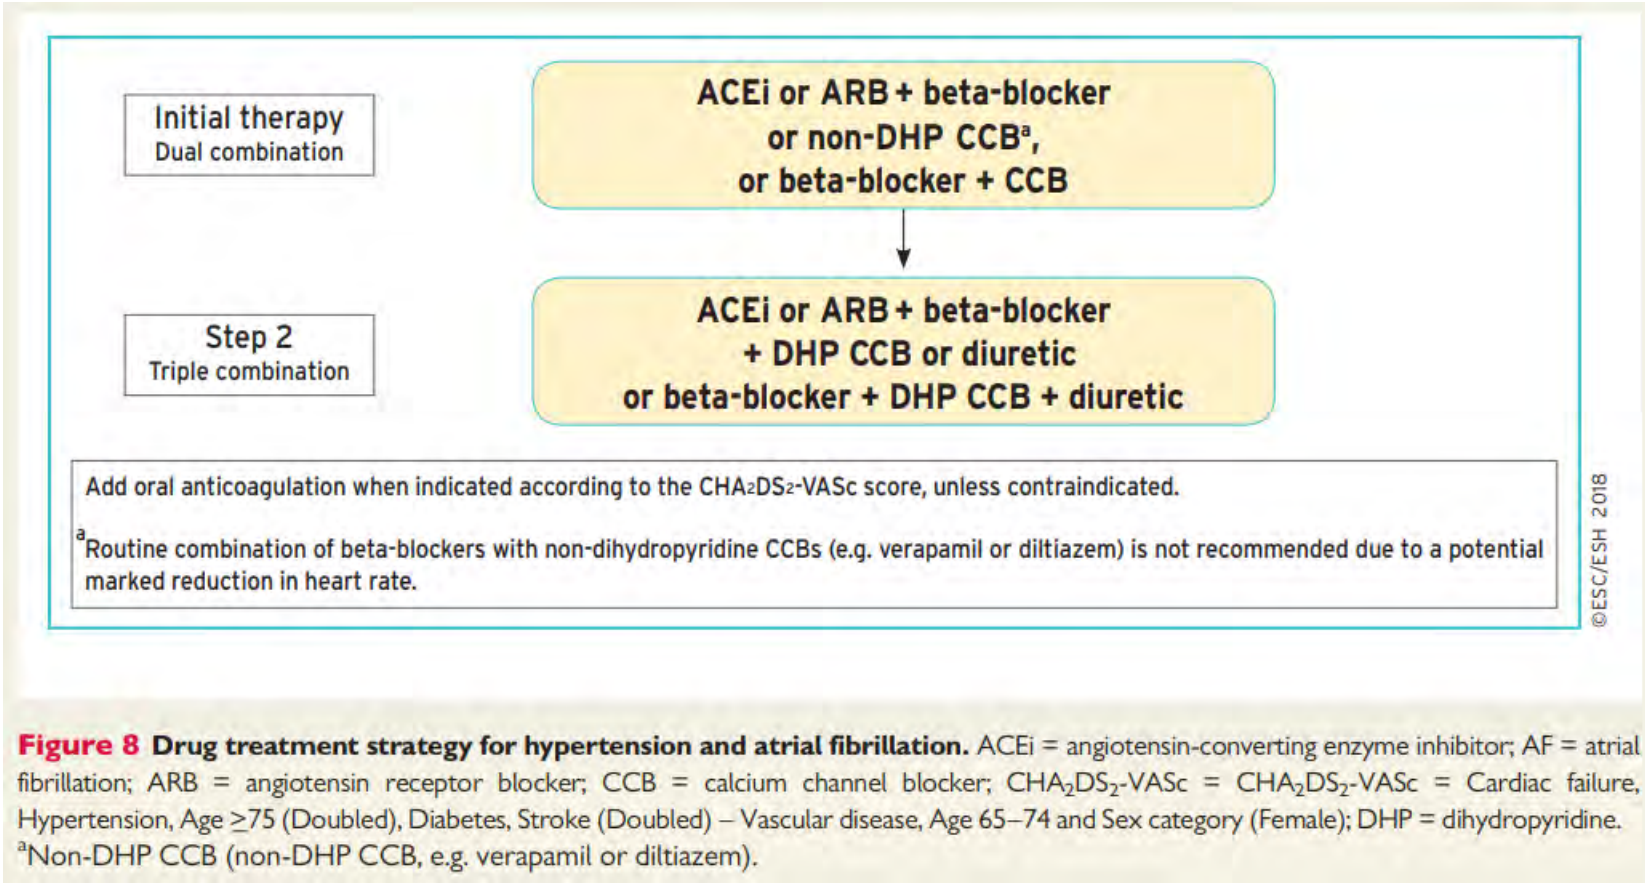 Initial therapy
Dual combination
ACEi or ARB + beta-blocker
or non-DHP CCBᵃ,
or beta-blocker + CCB
Step 2
Triple combination
ACEi or ARB + beta-blocker
+ DHP CCB or diuretic
or beta-blocker + DHP CCB + diuretic
Add oral anticoagulation when indicated according to the CHA₂DS₂-VASc score, unless contraindicated.
ᵃRoutine combination of beta-blockers with non-dihydropyridine CCBs (e.g. verapamil or diltiazem) is not recommended due to a potential
marked reduction in heart rate.
©ESC/ESH 2018
Figure 8 Drug treatment strategy for hypertension and atrial fibrillation. ACEi = angiotensin-converting enzyme inhibitor; AF = atrial
fibrillation; ARB = angiotensin receptor blocker; CCB = calcium channel blocker; CHA₂DS₂-VASc = CHA₂DS₂-VASc = Cardiac failure,
Hypertension, Age ≥75 (Doubled), Diabetes, Stroke (Doubled) – Vascular disease, Age 65–74 and Sex category (Female); DHP = dihydropyridine.
ᵃNon-DHP CCB (non-DHP CCB, e.g. verapamil or diltiazem).